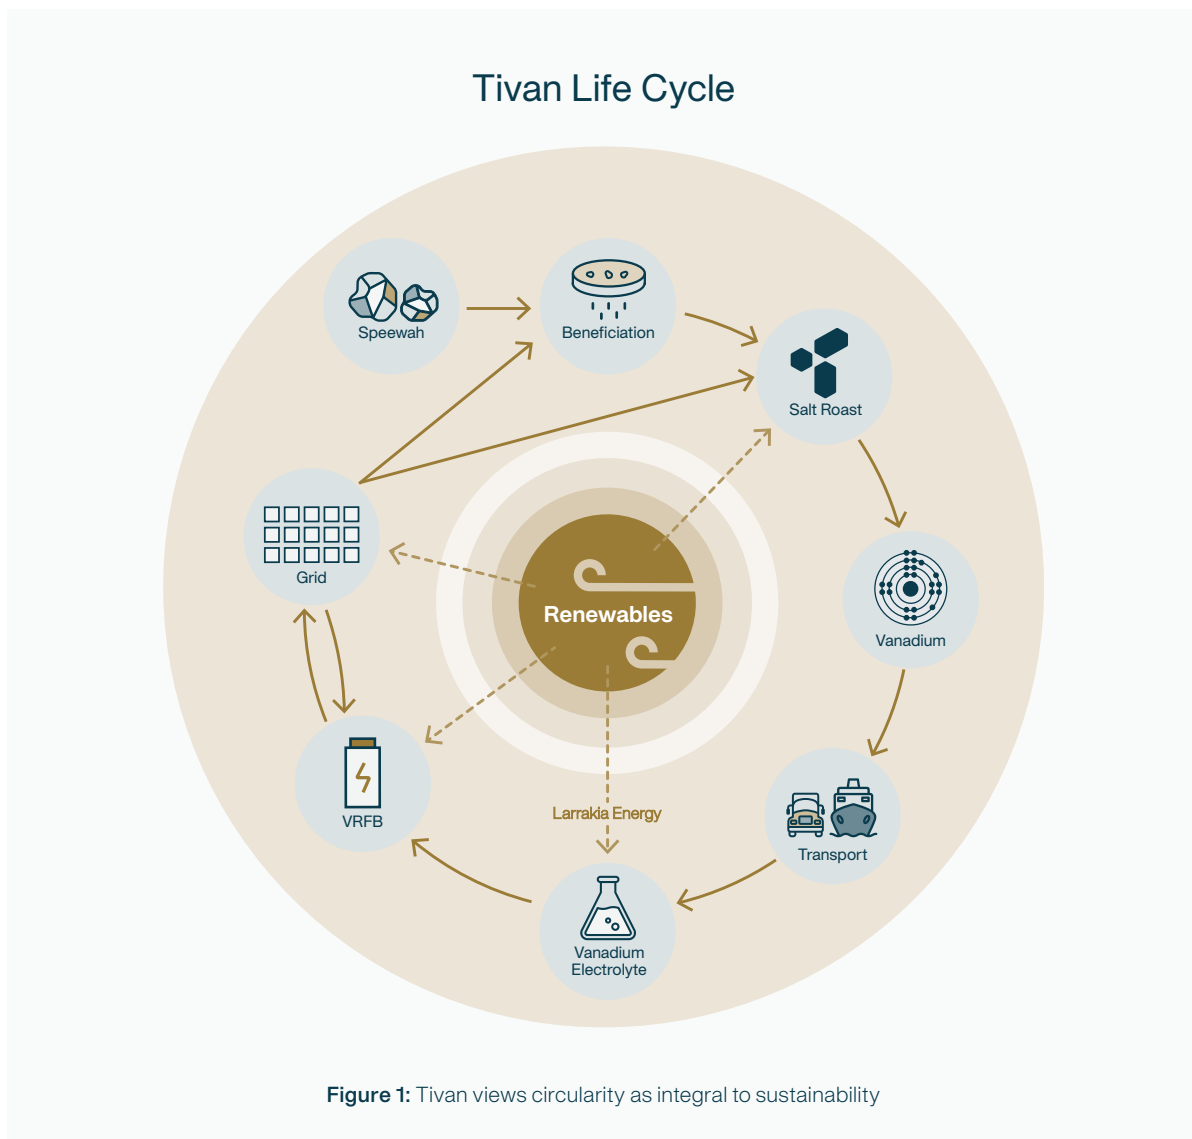 Tivan Life Cycle
Speewah
Beneficiation
Salt Roast
Grid
Renewables
Vanadium
VRFB
Larrakia Energy
Transport
Vanadium
Electrolyte
Figure 1: Tivan views circularity as integral to sustainability